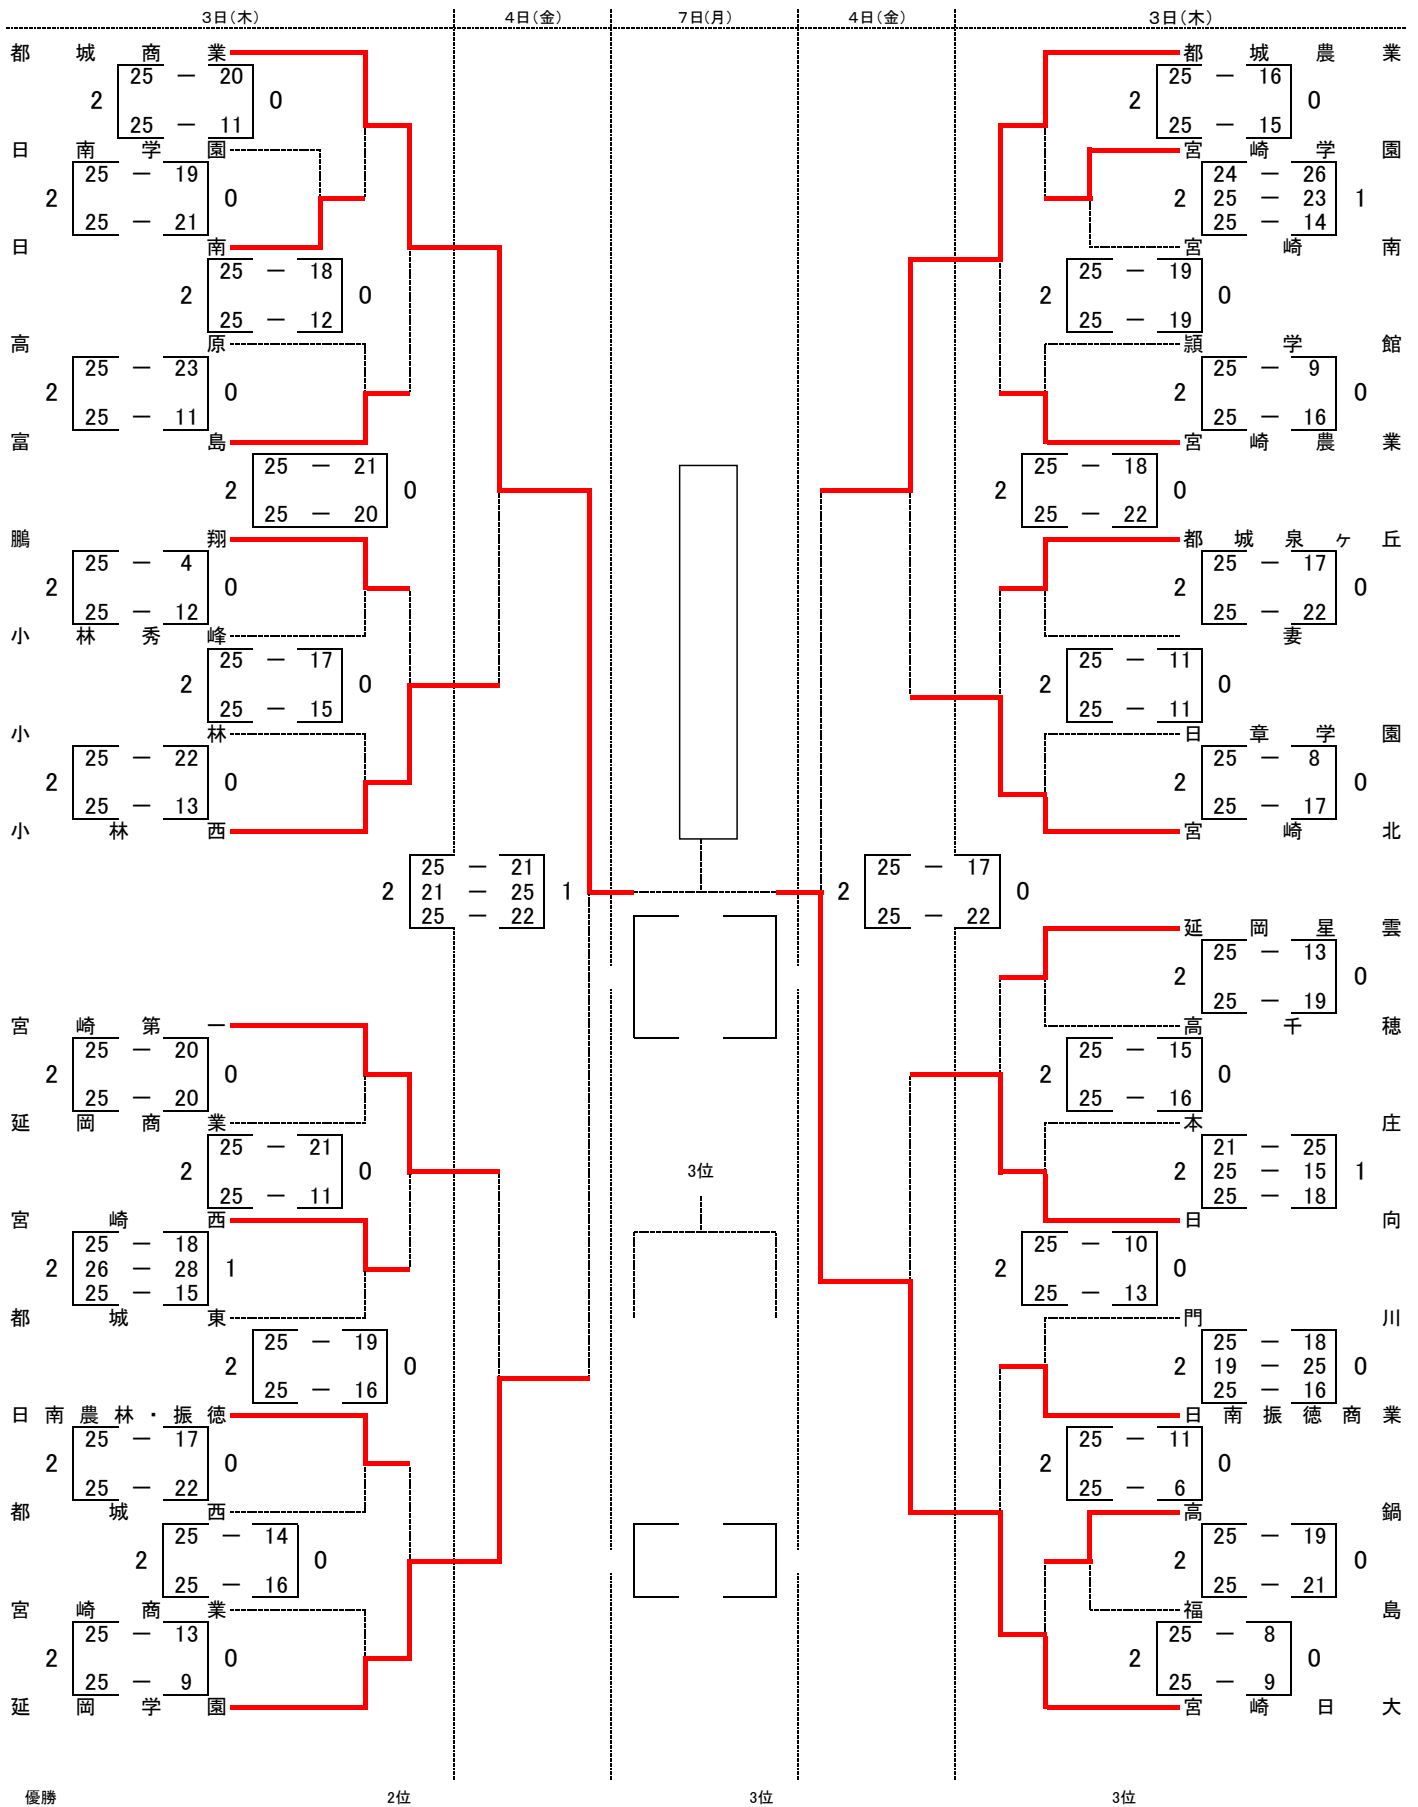 3日(木) 4日(金) 7日(月) 4日(金) 3日(木)
都城商業
25 － 20
2 0
25 － 11
日南学園
25 － 19
2 0
25 － 21
日南
25 － 18
2 0
25 － 12
高原
25 － 23
2 0
25 － 11
富島
25 － 21
2 0
25 － 20
鵬翔
25 － 4
2 0
25 － 12
小林秀峰
25 － 17
2 0
25 － 15
小林
25 － 22
2 0
25 － 13
小林西
25 － 21
2 21 － 25 1
25 － 22
宮崎第一
25 － 20
2 0
25 － 20
延岡商業
25 － 21
2 0
25 － 11
宮崎西
25 － 18
2 26 － 28 1
25 － 15
都城東
25 － 19
2 0
25 － 16
日南農林・振徳
25 － 17
2 0
25 － 22
都城西
25 － 14
2 0
25 － 16
宮崎商業
25 － 13
2 0
25 － 9
延岡学園
3位
都城農業
25 － 16
2 0
25 － 15
宮崎学園
24 － 26
2 25 － 23 1
25 － 14
宮崎南
25 － 19
2 0
25 － 19
頴学館
25 － 9
2 0
25 － 16
宮崎農業
25 － 18
2 0
25 － 22
都城泉ヶ丘
25 － 17
2 0
25 － 22
妻
25 － 11
2 0
25 － 11
日章学園
25 － 8
2 0
25 － 17
宮崎北
25 － 17
2 0
25 － 22
延岡星雲
25 － 13
2 0
25 － 19
高千穂
25 － 15
2 0
25 － 16
本庄
21 － 25
2 25 － 15 1
25 － 18
日向
25 － 10
2 0
25 － 13
門川
25 － 18
2 19 － 25 0
25 － 16
日南振徳商業
25 － 11
2 0
25 － 6
高鍋
25 － 19
2 0
25 － 21
福島
25 － 8
2 0
25 － 9
宮崎日大
優勝 2位 3位 3位